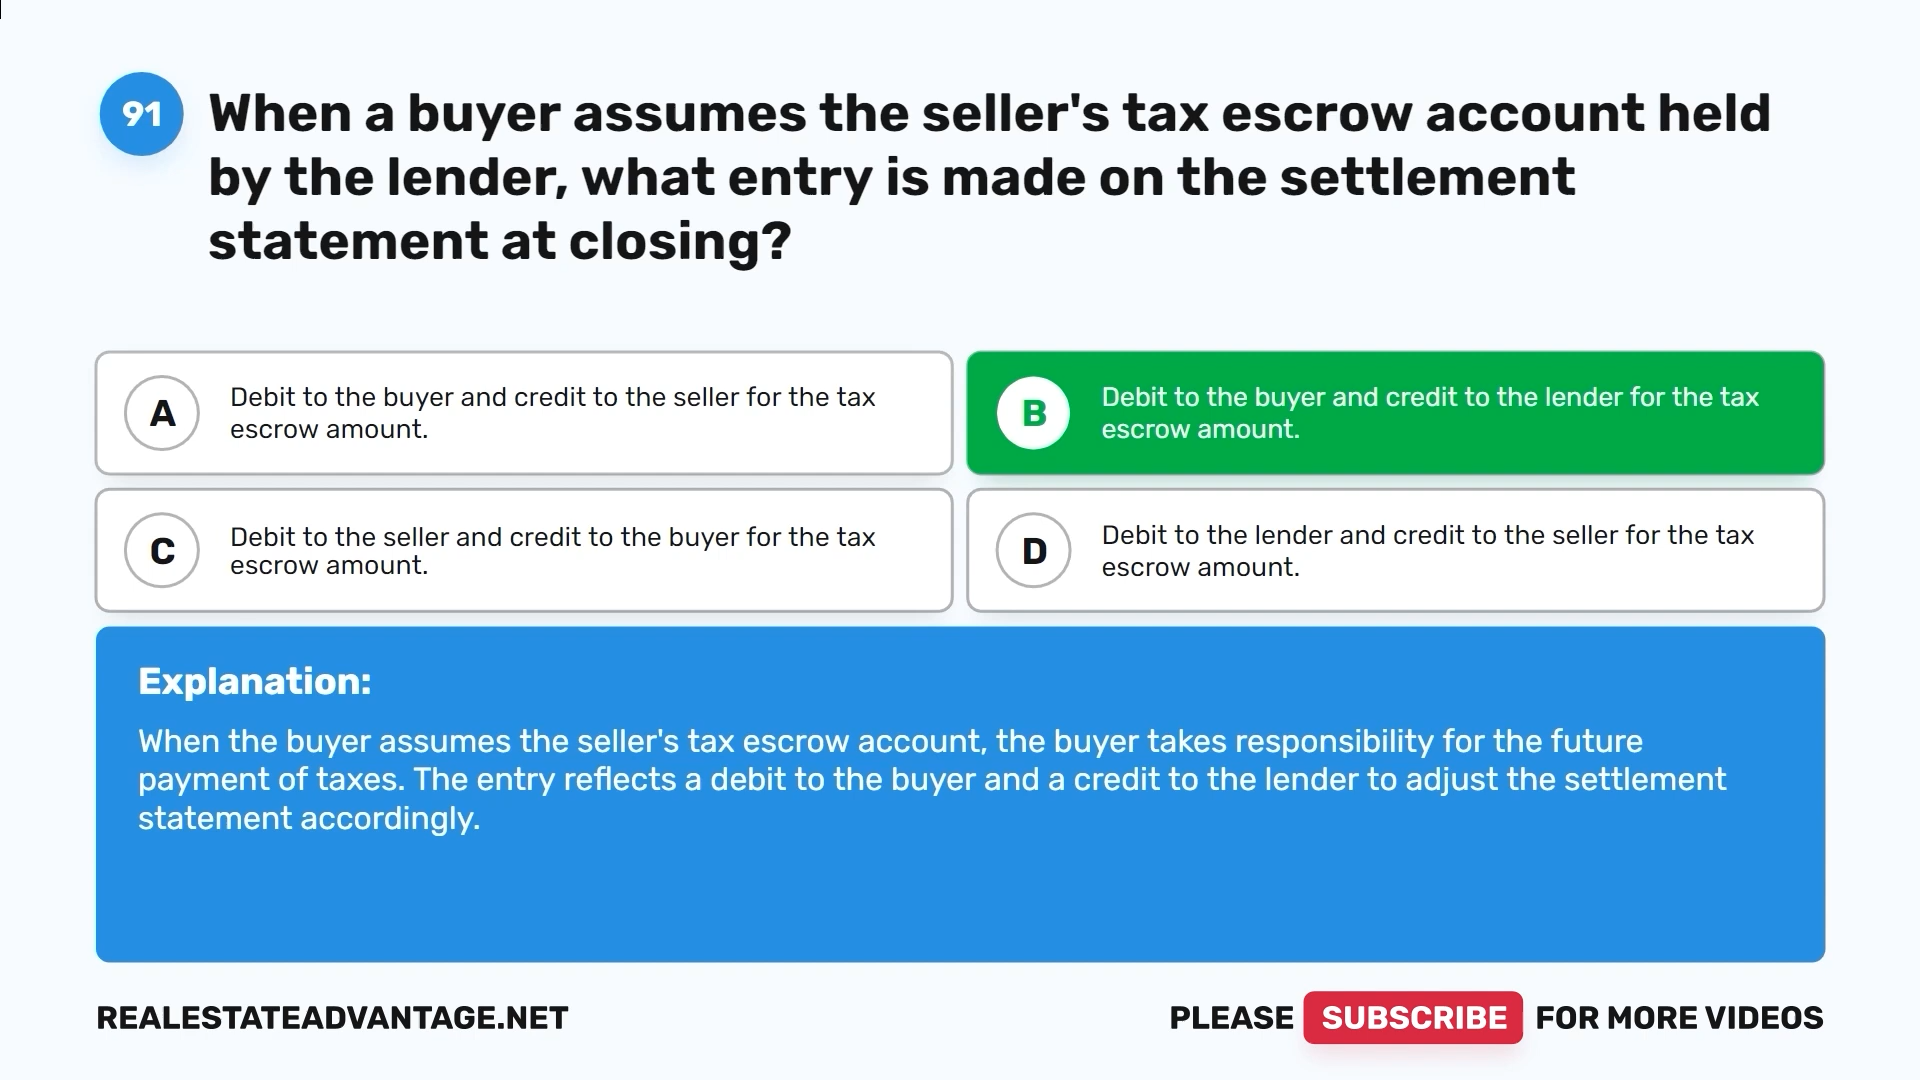 91
When a buyer assumes the seller's tax escrow account held
by the lender, what entry is made on the settlement
statement at closing?
A
Debit to the buyer and credit to the seller for the tax
escrow amount.
B
Debit to the buyer and credit to the lender for the tax
escrow amount.
C
Debit to the seller and credit to the buyer for the tax
escrow amount.
D
Debit to the lender and credit to the seller for the tax
escrow amount.
Explanation:
When the buyer assumes the seller's tax escrow account, the buyer takes responsibility for the future
payment of taxes. The entry reflects a debit to the buyer and a credit to the lender to adjust the settlement
statement accordingly.
REALESTATEADVANTAGE.NET
PLEASE SUBSCRIBE FOR MORE VIDEOS